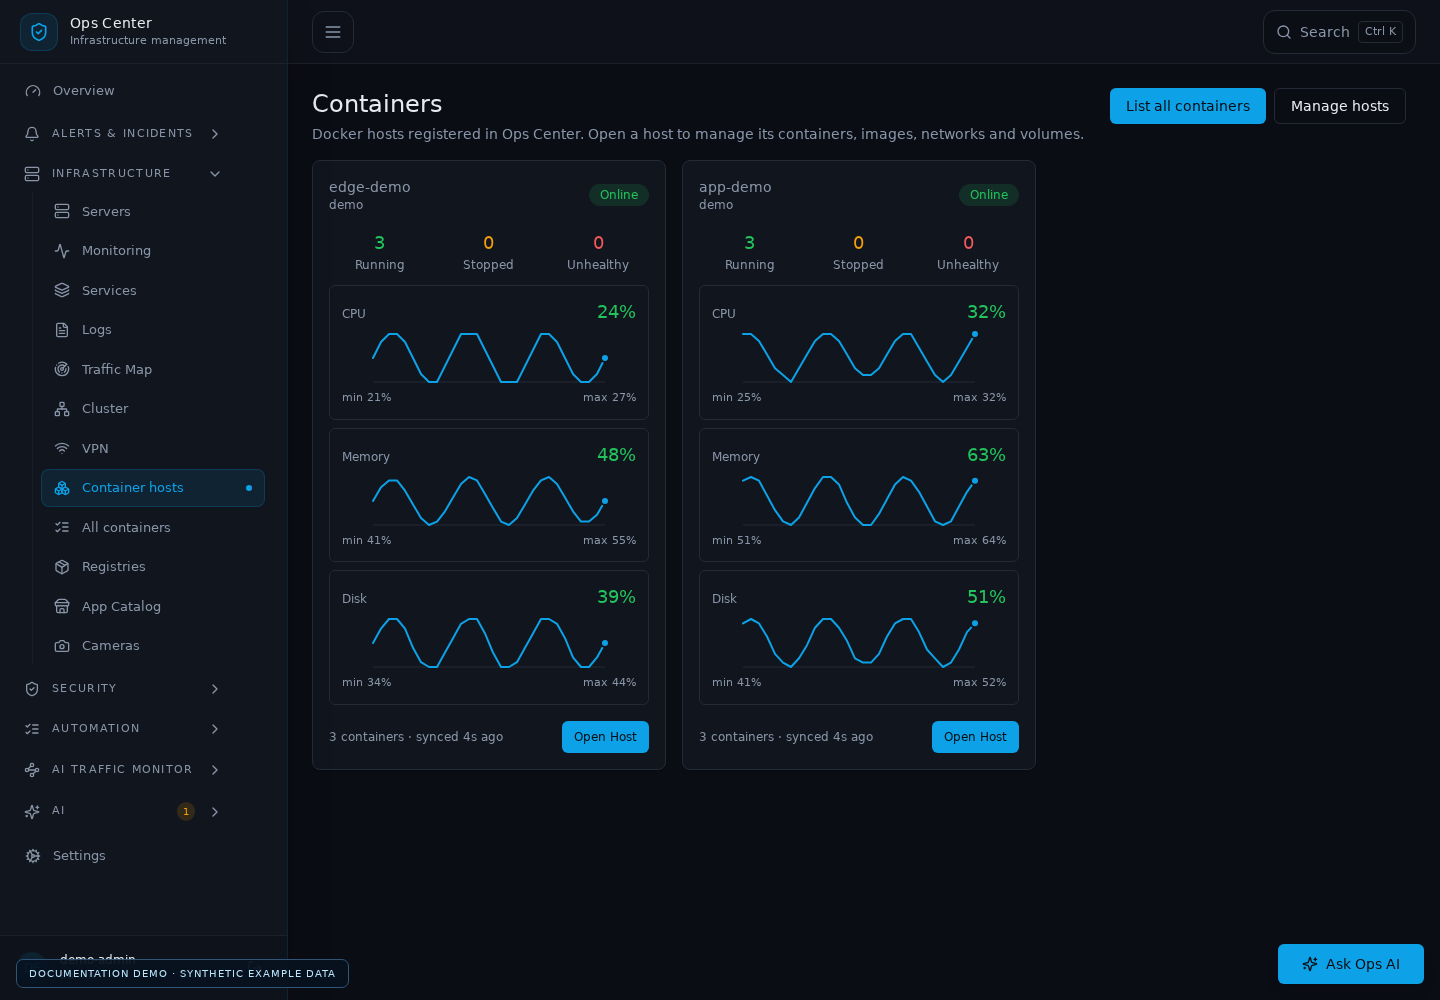 Ops Center
Infrastructure management
Search
Ctrl K
Overview
ALERTS & INCIDENTS
INFRASTRUCTURE
Servers
Monitoring
Services
Logs
Traffic Map
Cluster
VPN
Container hosts
All containers
Registries
App Catalog
Cameras
SECURITY
AUTOMATION
AI TRAFFIC MONITOR
AI
1
Settings
demo admin
DOCUMENTATION DEMO · SYNTHETIC EXAMPLE DATA
Containers
Docker hosts registered in Ops Center. Open a host to manage its containers, images, networks and volumes.
List all containers
Manage hosts
edge-demo
demo
Online
3
Running
0
Stopped
0
Unhealthy
CPU
24%
min 21%
max 27%
Memory
48%
min 41%
max 55%
Disk
39%
min 34%
max 44%
3 containers · synced 4s ago
Open Host
app-demo
demo
Online
3
Running
0
Stopped
0
Unhealthy
CPU
32%
min 25%
max 32%
Memory
63%
min 51%
max 64%
Disk
51%
min 41%
max 52%
3 containers · synced 4s ago
Open Host
Ask Ops AI